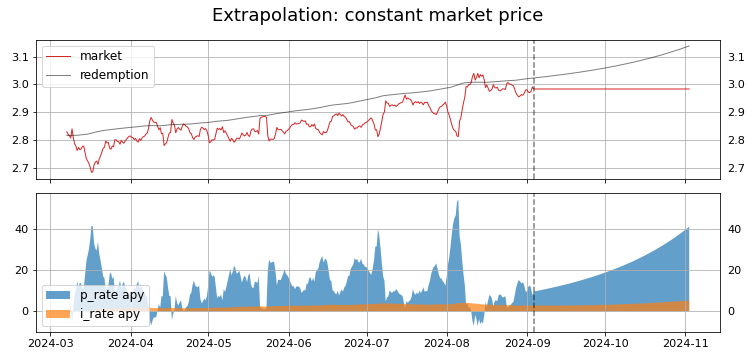 Extrapolation: constant market price
market
redemption
3.1
3.0
2.9
2.8
2.7
3.1
3.0
2.9
2.8
2.7
40
20
0
40
20
0
p_rate apy
i_rate apy
2024-03 2024-04 2024-05 2024-06 2024-07 2024-08 2024-09 2024-10 2024-11